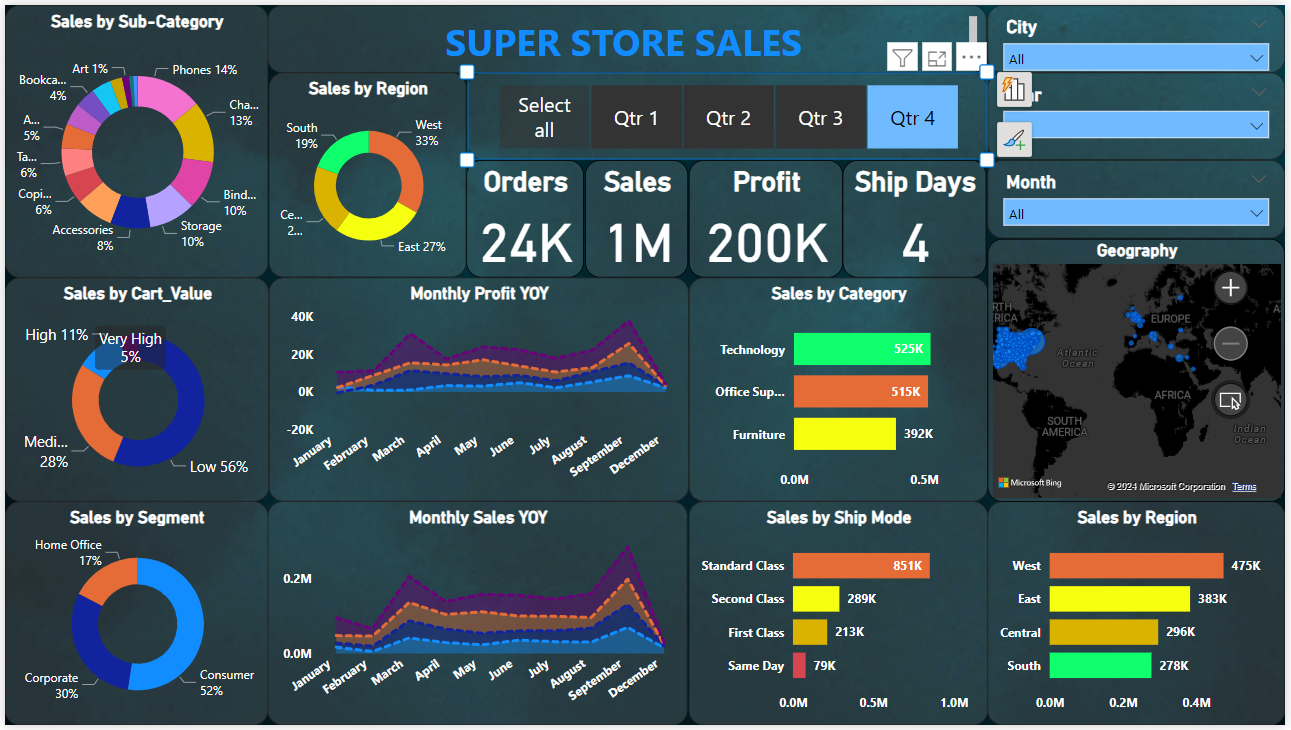 Sales by Sub-Category
Art 1%
Phones 14%
Bookca...
4%
Cha...
13%
A...
5%
Ta...
6%
Copi...
6%
Bind...
10%
Accessories
8%
Storage
10%
SUPER STORE SALES
Sales by Region
South
19%
West
33%
Ce...
2...
East 27%
Select
all
Qtr 1
Qtr 2
Qtr 3
Qtr 4
Orders
24K
Sales
1M
Profit
200K
Ship Days
4
City
All
Month
All
Geography
EUROPE
Atlantic
Ocean
AFRICA
SOUTH
AMERICA
Indian
Ocean
Microsoft Bing
© 2024 Microsoft Corporation Terms
Sales by Cart_Value
High 11%
Very High
5%
Medi...
28%
Low 56%
Monthly Profit YOY
40K
20K
0K
-20K
January
February
March
April
May
June
July
August
September
December
Sales by Category
Technology 525K
Office Sup... 515K
Furniture 392K
0.0M 0.5M
Sales by Segment
Home Office
17%
Corporate
30%
Consumer
52%
Monthly Sales YOY
0.2M
0.0M
January
February
March
April
May
June
July
August
September
December
Sales by Ship Mode
Standard Class 851K
Second Class 289K
First Class 213K
Same Day 79K
0.0M 0.5M 1.0M
Sales by Region
West 475K
East 383K
Central 296K
South 278K
0.0M 0.2M 0.4M